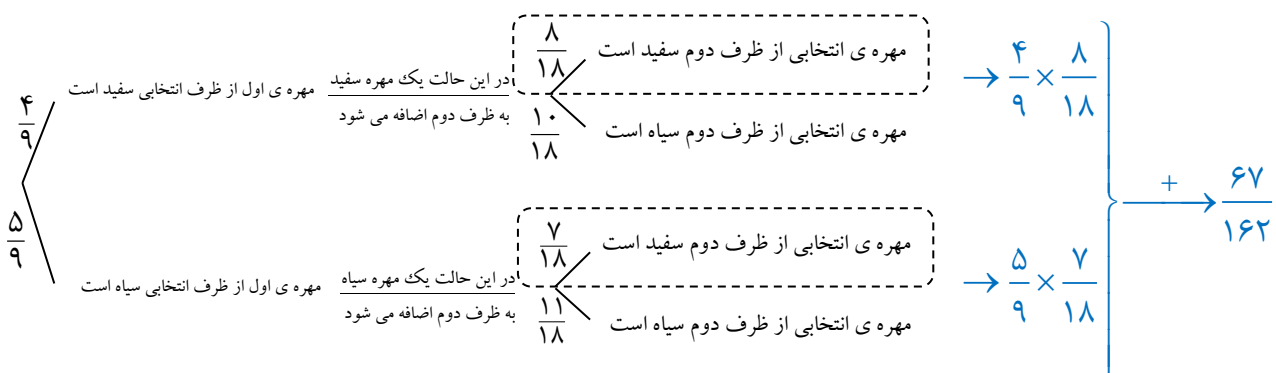 ۸/۱۸ مهره ی انتخابی از ظرف دوم سفید است → ۴/۹ × ۸/۱۸
۴/۹ مهره ی اول از ظرف انتخابی سفید است در این حالت یک مهره سفید
به ظرف دوم اضافه می شود
۱۰/۱۸ مهره ی انتخابی از ظرف دوم سیاه است
+ → ۶۷/۱۶۲
۷/۱۸ مهره ی انتخابی از ظرف دوم سفید است → ۵/۹ × ۷/۱۸
۵/۹ مهره ی اول از ظرف انتخابی سیاه است در این حالت یک مهره سیاه
به ظرف دوم اضافه می شود
۱۱/۱۸ مهره ی انتخابی از ظرف دوم سیاه است